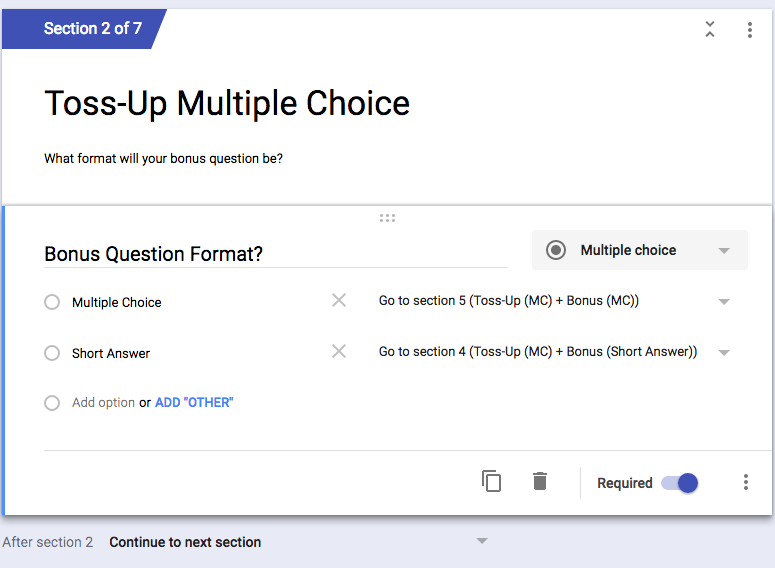 Section 2 of 7
Toss-Up Multiple Choice
What format will your bonus question be?
Bonus Question Format?
Multiple choice
Multiple Choice
Go to section 5 (Toss-Up (MC) + Bonus (MC))
Short Answer
Go to section 4 (Toss-Up (MC) + Bonus (Short Answer))
Add option or ADD "OTHER"
Required
After section 2 Continue to next section